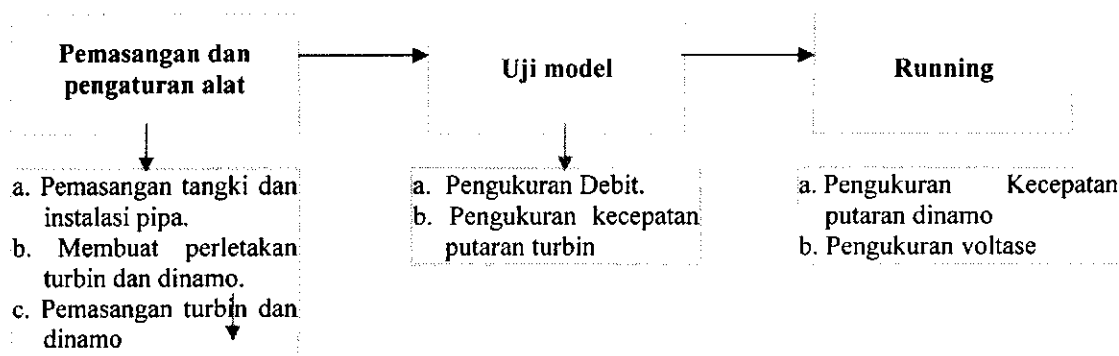 Pemasangan dan
pengaturan alat
Uji model
Running
a. Pemasangan tangki dan
instalasi pipa.
b. Membuat perletakan
turbin dan dinamo.
c. Pemasangan turbin dan
dinamo
a. Pengukuran Debit.
b. Pengukuran kecepatan
putaran turbin
a. Pengukuran Kecepatan
putaran dinamo
b. Pengukuran voltase